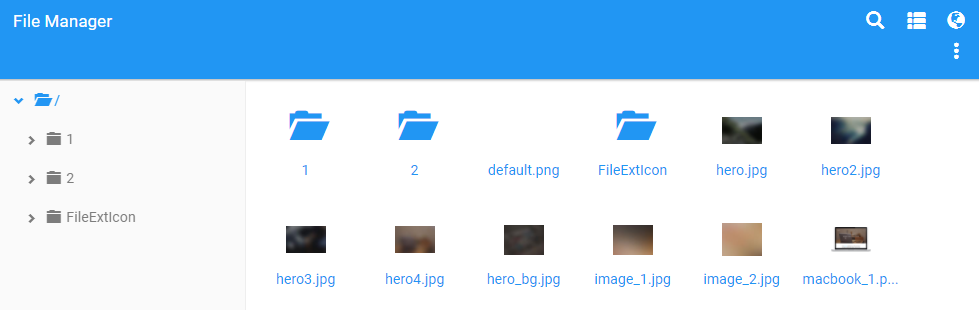 File Manager
/
1
2
FileExtIcon
1
2
default.png
FileExtIcon
hero.jpg
hero2.jpg
hero3.jpg
hero4.jpg
hero_bg.jpg
image_1.jpg
image_2.jpg
macbook_1.p...